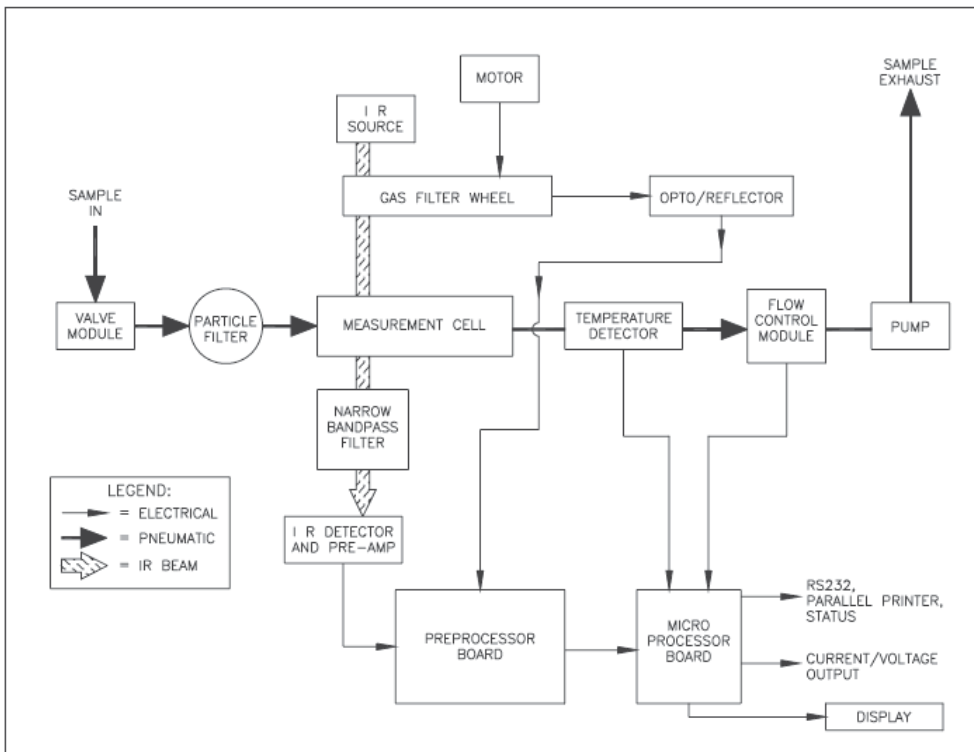 MOTOR
SAMPLE
EXHAUST
I R
SOURCE
SAMPLE
IN
GAS FILTER WHEEL
OPTO/REFLECTOR
VALVE
MODULE
PARTICLE
FILTER
MEASUREMENT CELL
TEMPERATURE
DETECTOR
FLOW
CONTROL
MODULE
PUMP
NARROW
BANDPASS
FILTER
LEGEND:
= ELECTRICAL
= PNEUMATIC
= IR BEAM
I R DETECTOR
AND PRE-AMP
PREPROCESSOR
BOARD
MICRO
PROCESSOR
BOARD
RS232,
PARALLEL PRINTER,
STATUS
CURRENT/VOLTAGE
OUTPUT
DISPLAY